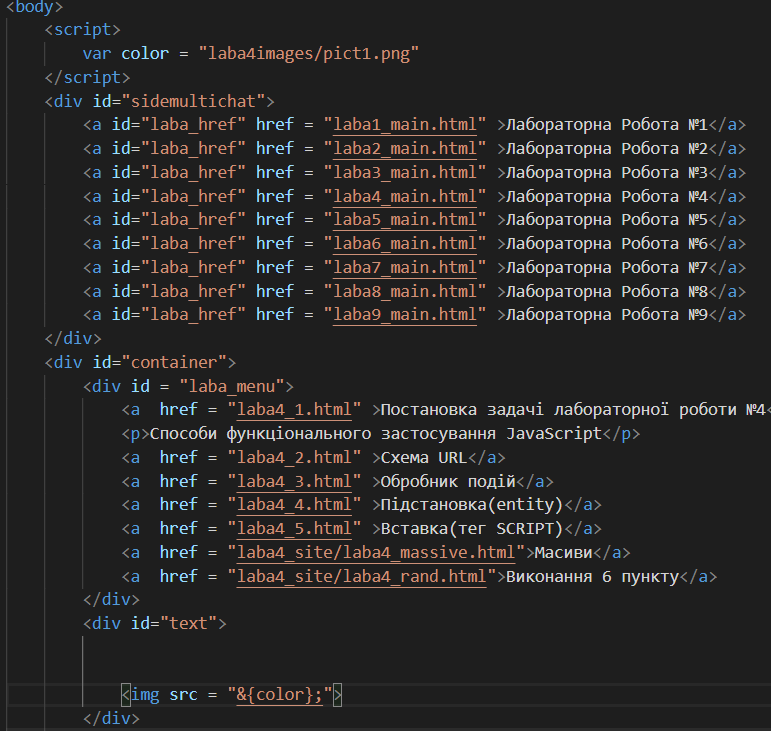 <body>
<script>
var color = "laba4images/pict1.png"
</script>
<div id="sidemultichat">
<a id="laba_href" href = "laba1_main.html" >Лабораторна Робота №1</a>
<a id="laba_href" href = "laba2_main.html" >Лабораторна Робота №2</a>
<a id="laba_href" href = "laba3_main.html" >Лабораторна Робота №3</a>
<a id="laba_href" href = "laba4_main.html" >Лабораторна Робота №4</a>
<a id="laba_href" href = "laba5_main.html" >Лабораторна Робота №5</a>
<a id="laba_href" href = "laba6_main.html" >Лабораторна Робота №6</a>
<a id="laba_href" href = "laba7_main.html" >Лабораторна Робота №7</a>
<a id="laba_href" href = "laba8_main.html" >Лабораторна Робота №8</a>
<a id="laba_href" href = "laba9_main.html" >Лабораторна Робота №9</a>
</div>
<div id="container">
<div id = "laba_menu">
<a  href = "laba4_1.html" >Постановка задачі лабораторної роботи №4<
<p>Способи функціонального застосування JavaScript</p>
<a  href = "laba4_2.html" >Схема URL</a>
<a  href = "laba4_3.html" >Обробник подій</a>
<a  href = "laba4_4.html" >Підстановка(entity)</a>
<a  href = "laba4_5.html" >Вставка(тег SCRIPT)</a>
<a  href = "laba4_site/laba4_massive.html">Масиви</a>
<a  href = "laba4_site/laba4_rand.html">Виконання 6 пункту</a>
</div>
<div id="text">
<img src = "&{color};">
</div>